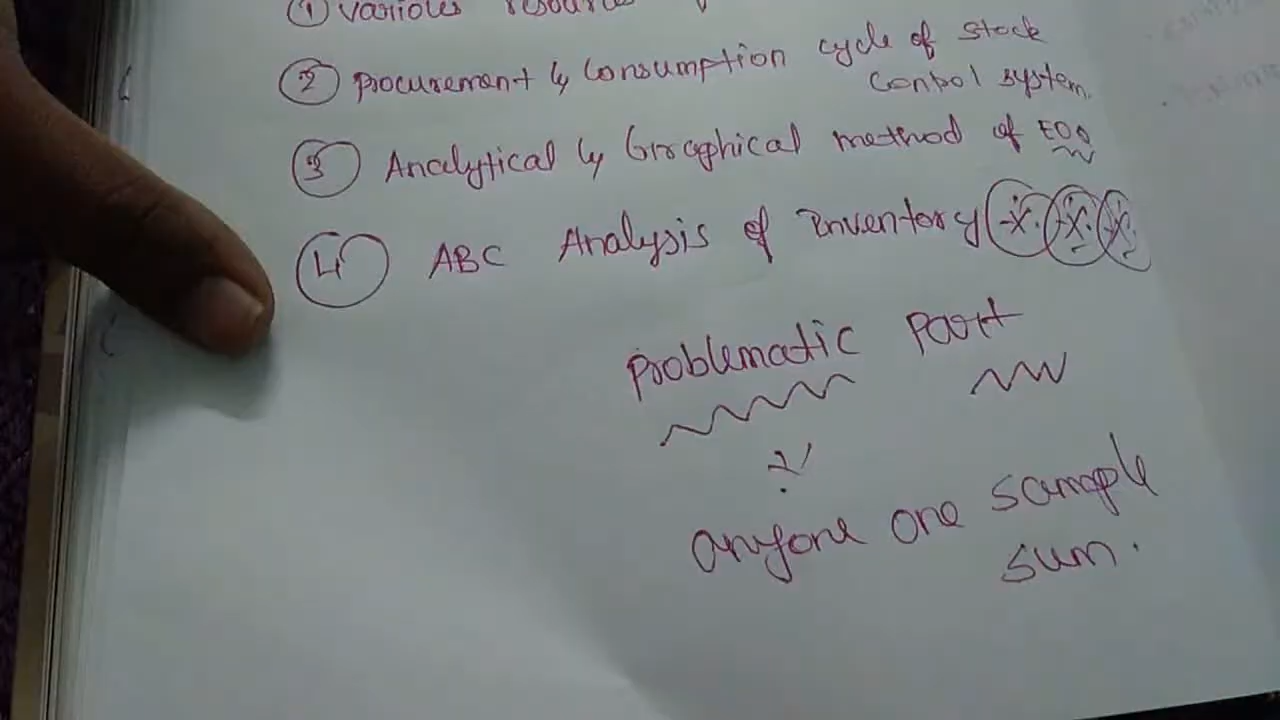 ① various resources
② procurement & Consumption cycle of stock
Control system.
③ Analytical & Graphical method of EOQ
④ ABC Analysis of inventory
problematic part
anyone one sample
sum.